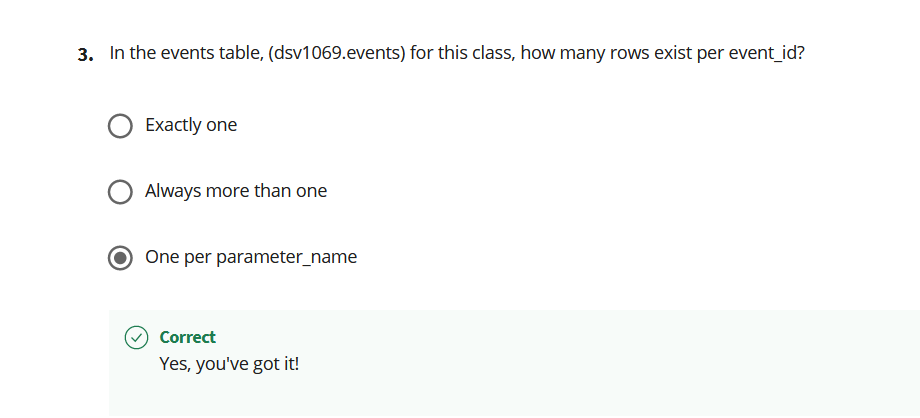 3. In the events table, (dsv1069.events) for this class, how many rows exist per event_id?
Exactly one
Always more than one
One per parameter_name
Correct
Yes, you've got it!